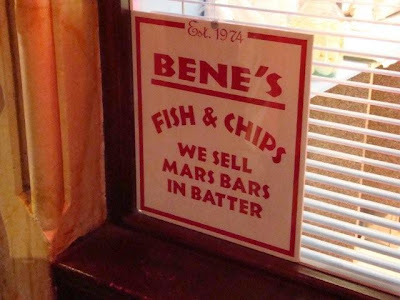 Est. 1974
BENE'S
FISH & CHIPS
WE SELL
MARS BARS
IN BATTER